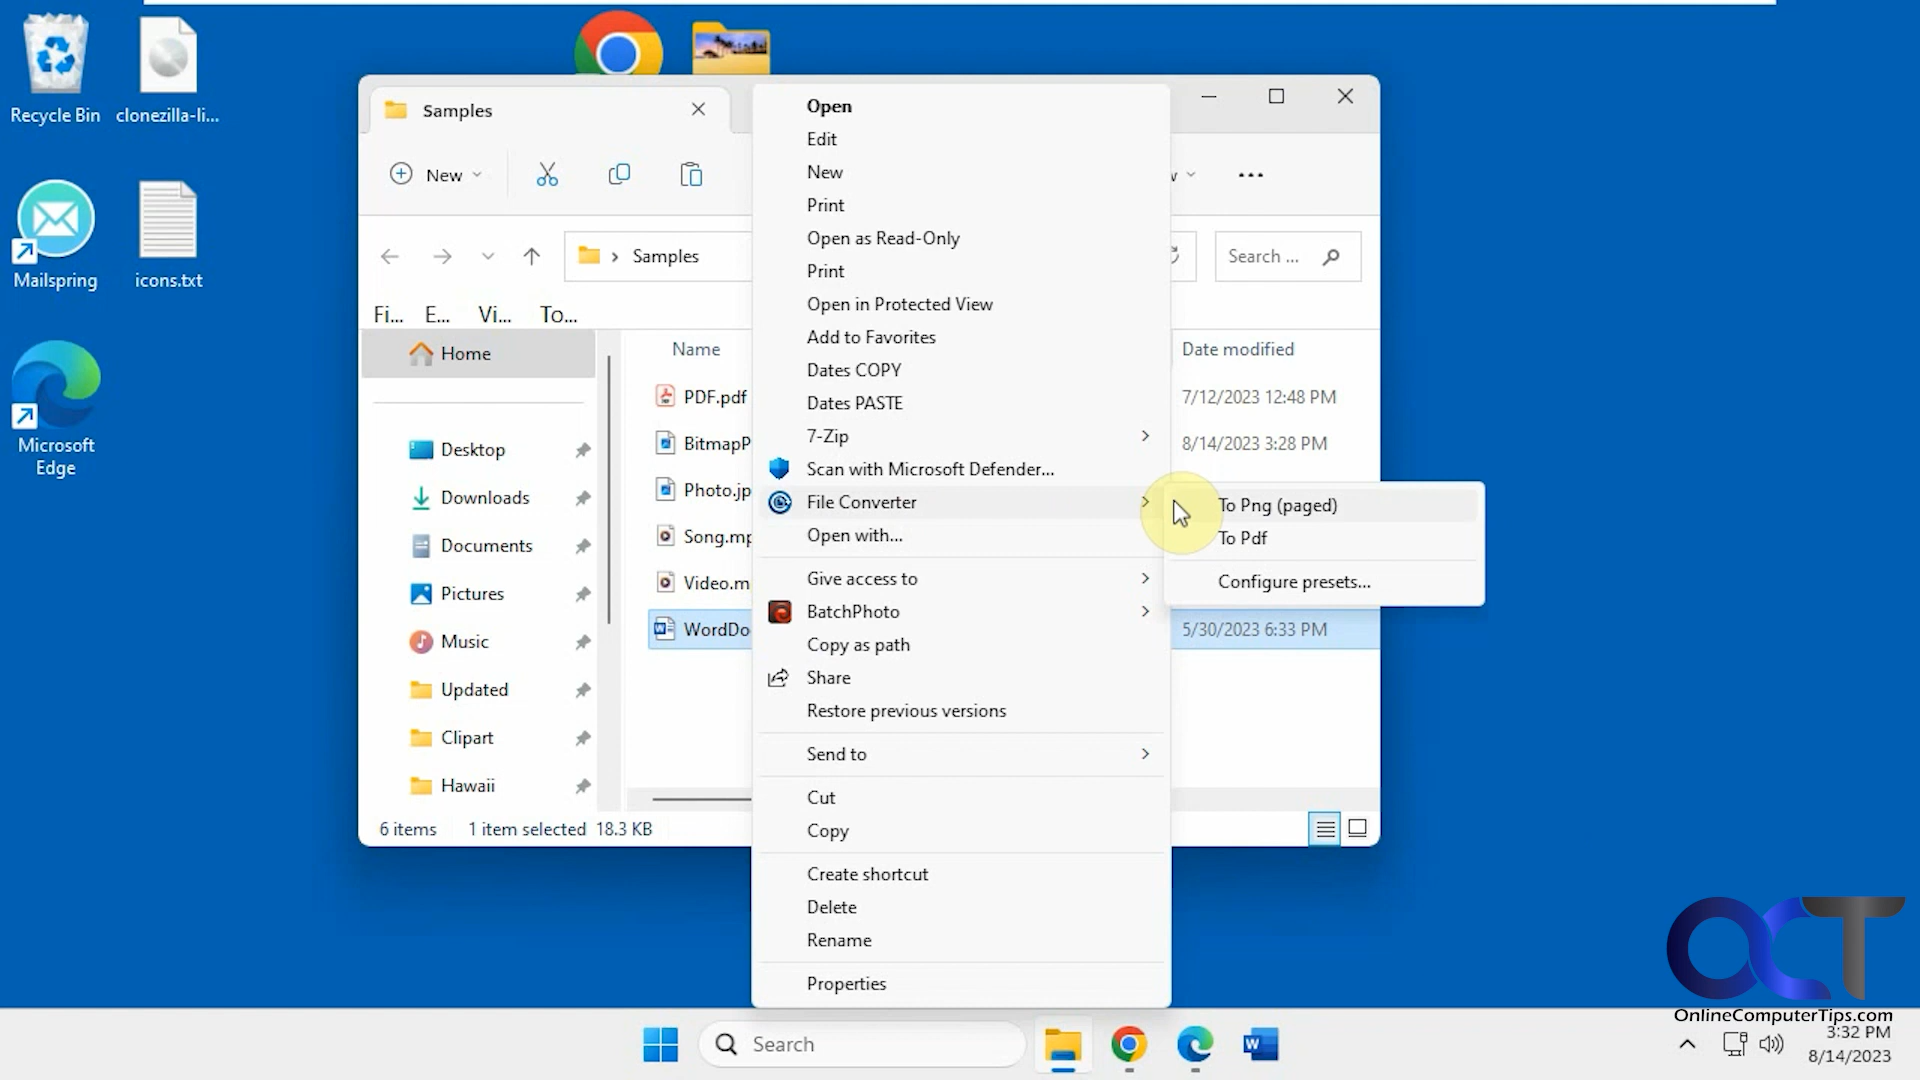 Recycle Bin
clonezilla-li...
Mailspring
icons.txt
Microsoft
Edge
Samples
New
Samples
Search ...
Fi... E... Vi... To...
Home
Desktop
Downloads
Documents
Pictures
Music
Updated
Clipart
Hawaii
Name
Date modified
PDF.pdf
7/12/2023 12:48 PM
BitmapP
8/14/2023 3:28 PM
Photo.jp
Song.mp
Video.m
WordDo
5/30/2023 6:33 PM
6 items 1 item selected 18.3 KB
Open
Edit
New
Print
Open as Read-Only
Print
Open in Protected View
Add to Favorites
Dates COPY
Dates PASTE
7-Zip
Scan with Microsoft Defender...
File Converter
Open with...
Give access to
BatchPhoto
Copy as path
Share
Restore previous versions
Send to
Cut
Copy
Create shortcut
Delete
Rename
Properties
To Png (paged)
To Pdf
Configure presets...
OCT
OnlineComputerTips.com
Search
3:32 PM
8/14/2023